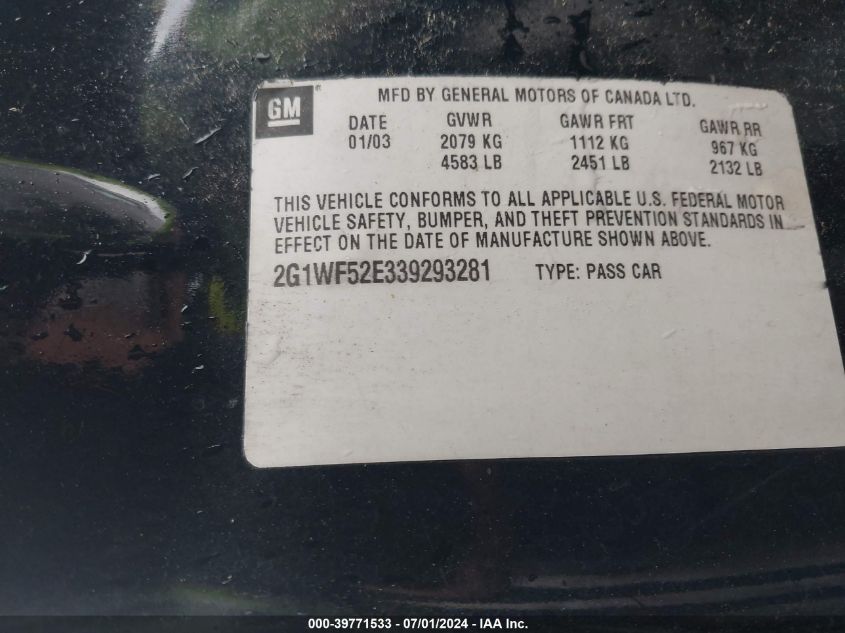 GM
MFD BY GENERAL MOTORS OF CANADA LTD.
DATE GVWR GAWR FRT GAWR RR
01/03 2079 KG 1112 KG 967 KG
4583 LB 2451 LB 2132 LB
THIS VEHICLE CONFORMS TO ALL APPLICABLE U.S. FEDERAL MOTOR
VEHICLE SAFETY, BUMPER, AND THEFT PREVENTION STANDARDS IN
EFFECT ON THE DATE OF MANUFACTURE SHOWN ABOVE.
2G1WF52E339293281 TYPE: PASS CAR
000-39771533 - 07/01/2024 - IAA Inc.